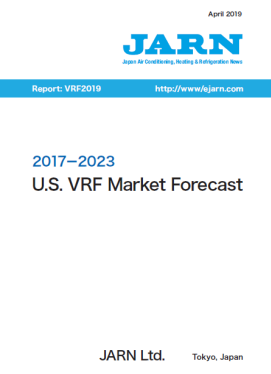 April 2019
JARN
Japan Air Conditioning, Heating & Refrigeration News
Report: VRF2019 http://www/ejarn.com
2017−2023
U.S. VRF Market Forecast
JARN Ltd. Tokyo, Japan